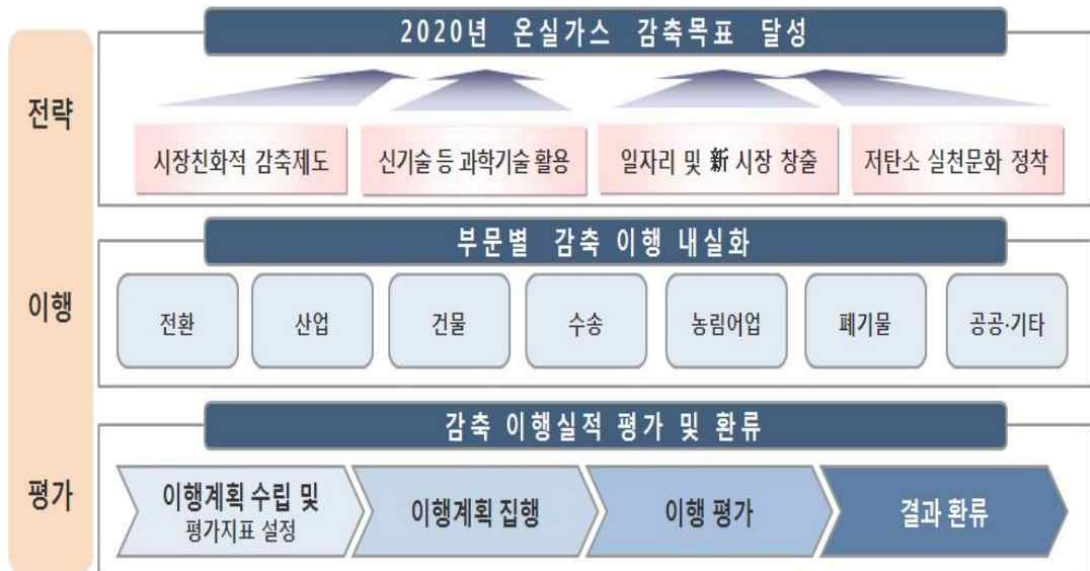 2020년 온실가스 감축목표 달성
전략
시장친화적 감축제도
신기술 등 과학기술 활용
일자리 및 新 시장 창출
저탄소 실천문화 정착
부문별 감축 이행 내실화
이행
전환
산업
건물
수송
농림어업
폐기물
공공·기타
감축 이행실적 평가 및 환류
평가
이행계획 수립 및
평가지표 설정
이행계획 집행
이행 평가
결과 환류